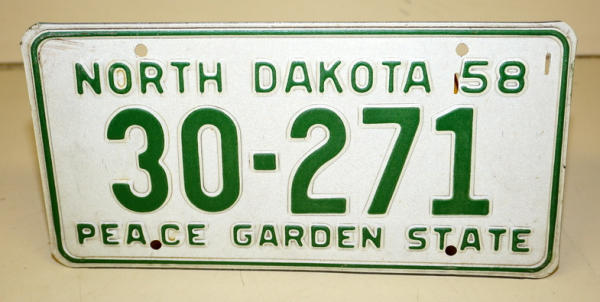 NORTH DAKOTA 58
30-271
PEACE GARDEN STATE